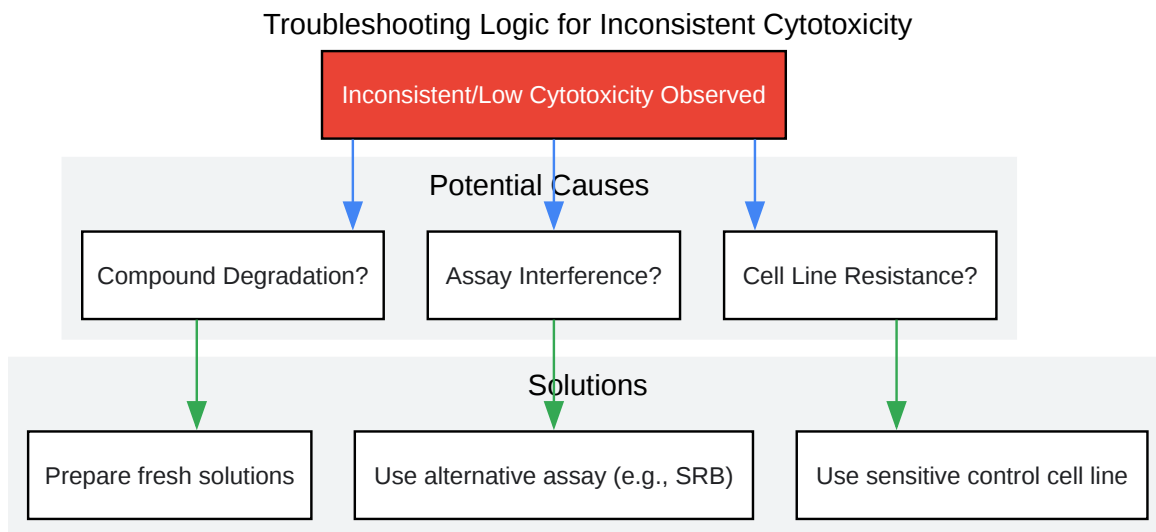 Troubleshooting Logic for Inconsistent Cytotoxicity
Inconsistent/Low Cytotoxicity Observed
Potential Causes
Compound Degradation?
Assay Interference?
Cell Line Resistance?
Solutions
Prepare fresh solutions
Use alternative assay (e.g., SRB)
Use sensitive control cell line